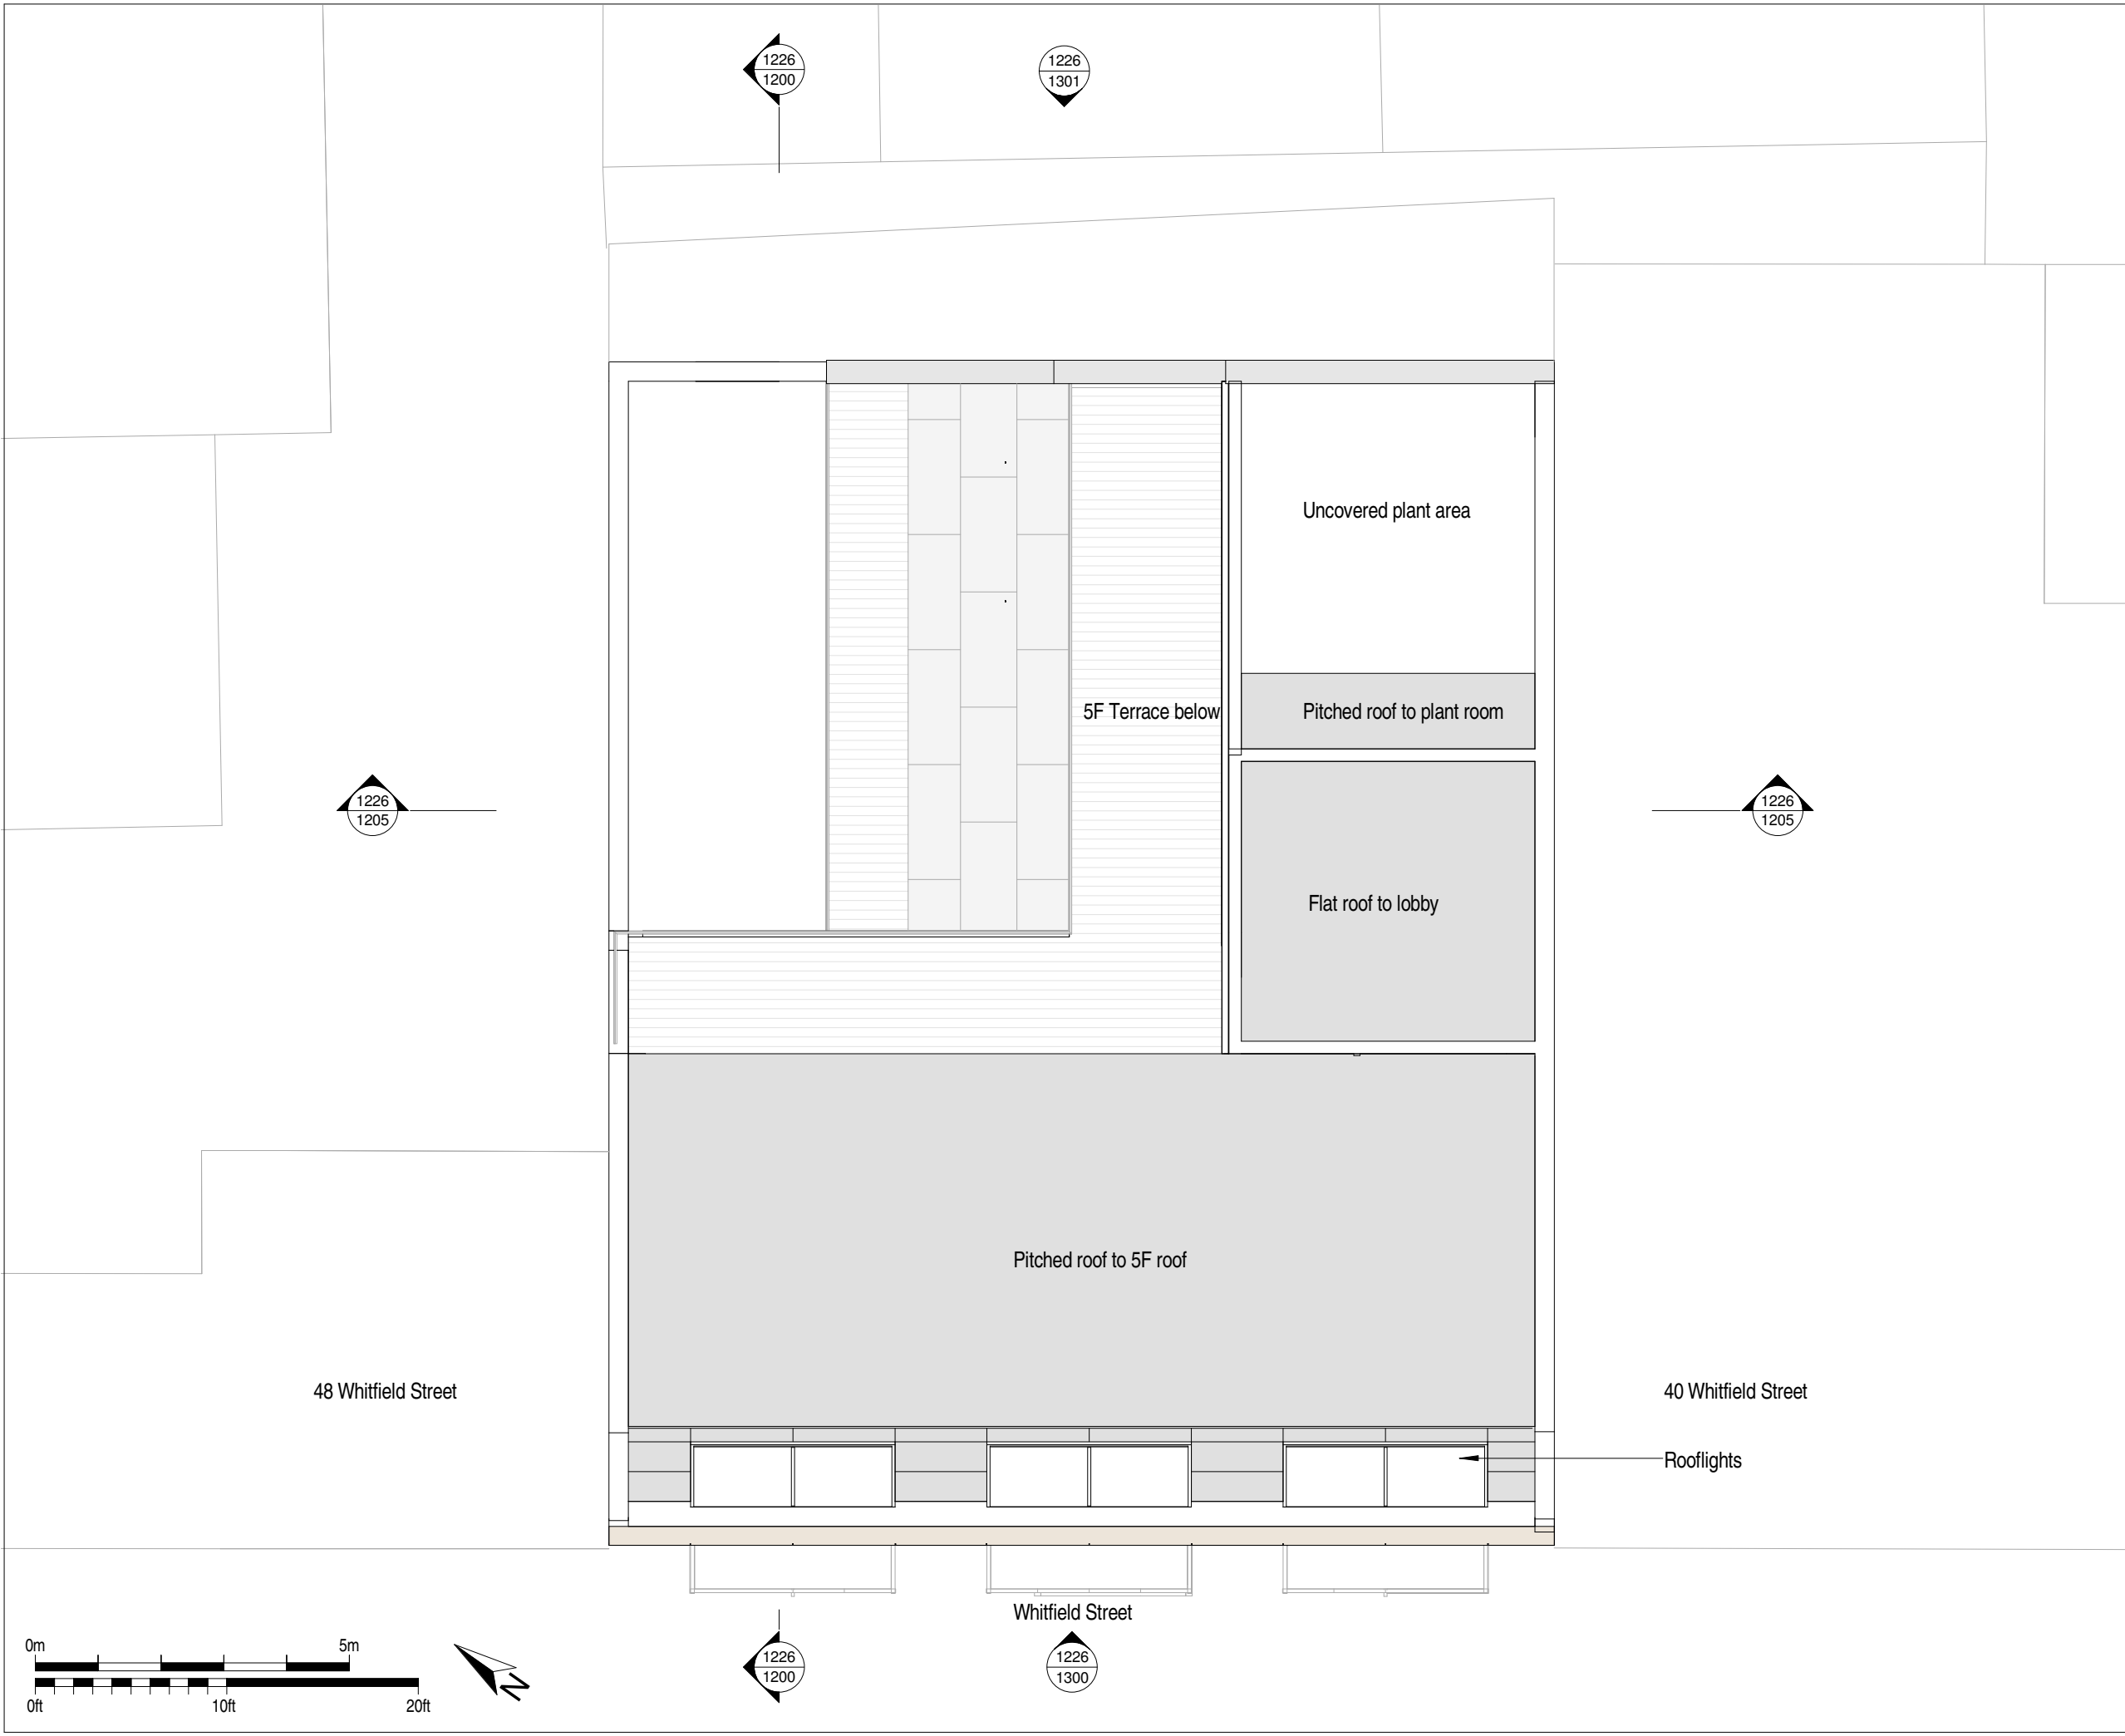 1226
1200
1226
1301
Uncovered plant area
5F Terrace below
Pitched roof to plant room
1226
1205
1226
1205
Flat roof to lobby
Pitched roof to 5F roof
48 Whitfield Street
40 Whitfield Street
Rooflights
Whitfield Street
0m 5m
0ft 10ft 20ft
N
1226
1200
1226
1300